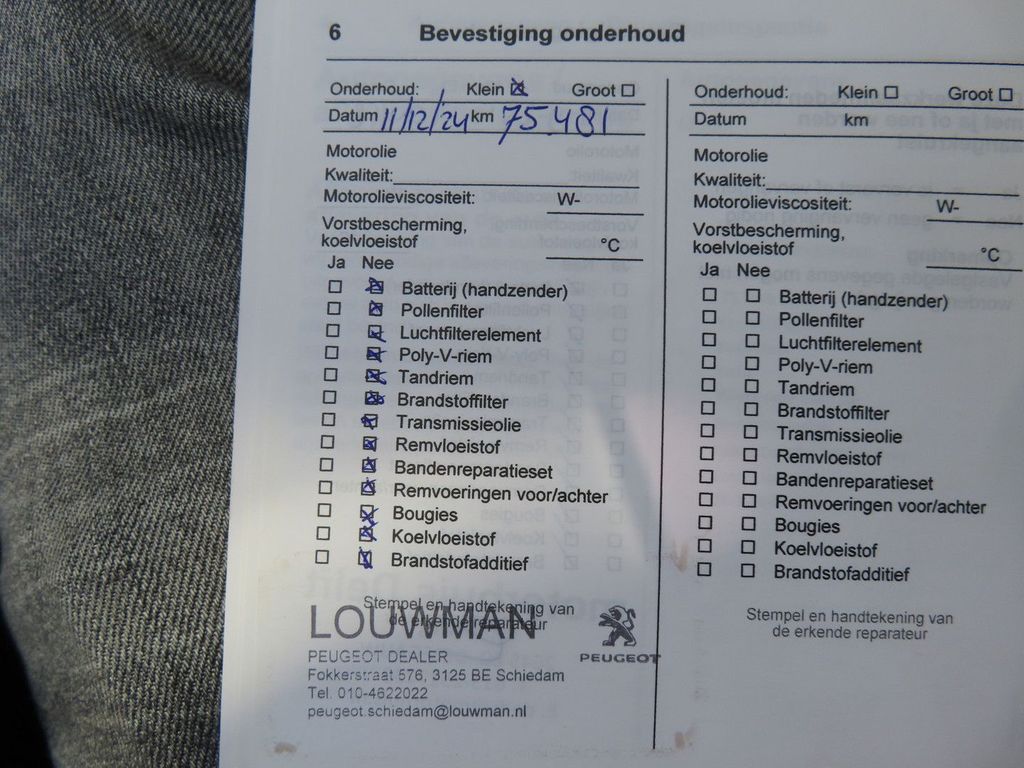 6 Bevestiging onderhoud
Onderhoud: Klein ☒ Groot ☐
Datum 11/12/24 km 75.481
Motorolie
Kwaliteit:
Motorolieviscositeit: W-
Vorstbescherming,
koelvloeistof °C
Ja Nee
☐ ☒ Batterij (handzender)
☐ ☒ Pollenfilter
☐ ☒ Luchtfilterelement
☐ ☒ Poly-V-riem
☐ ☒ Tandriem
☐ ☒ Brandstoffilter
☐ ☒ Transmissieolie
☐ ☒ Remvloeistof
☐ ☒ Bandenreparatieset
☐ ☒ Remvoeringen voor/achter
☐ ☒ Bougies
☐ ☒ Koelvloeistof
☐ ☒ Brandstofadditief
Stempel en handtekening van
de erkende reparateur
LOUWMAN
PEUGEOT DEALER
Fokkerstraat 576, 3125 BE Schiedam
Tel. 010-4622022
peugeot.schiedam@louwman.nl
PEUGEOT
Onderhoud: Klein ☐ Groot ☐
Datum km
Motorolie
Kwaliteit:
Motorolieviscositeit: W-
Vorstbescherming,
koelvloeistof °C
Ja Nee
☐ ☐ Batterij (handzender)
☐ ☐ Pollenfilter
☐ ☐ Luchtfilterelement
☐ ☐ Poly-V-riem
☐ ☐ Tandriem
☐ ☐ Brandstoffilter
☐ ☐ Transmissieolie
☐ ☐ Remvloeistof
☐ ☐ Bandenreparatieset
☐ ☐ Remvoeringen voor/achter
☐ ☐ Bougies
☐ ☐ Koelvloeistof
☐ ☐ Brandstofadditief
Stempel en handtekening van
de erkende reparateur